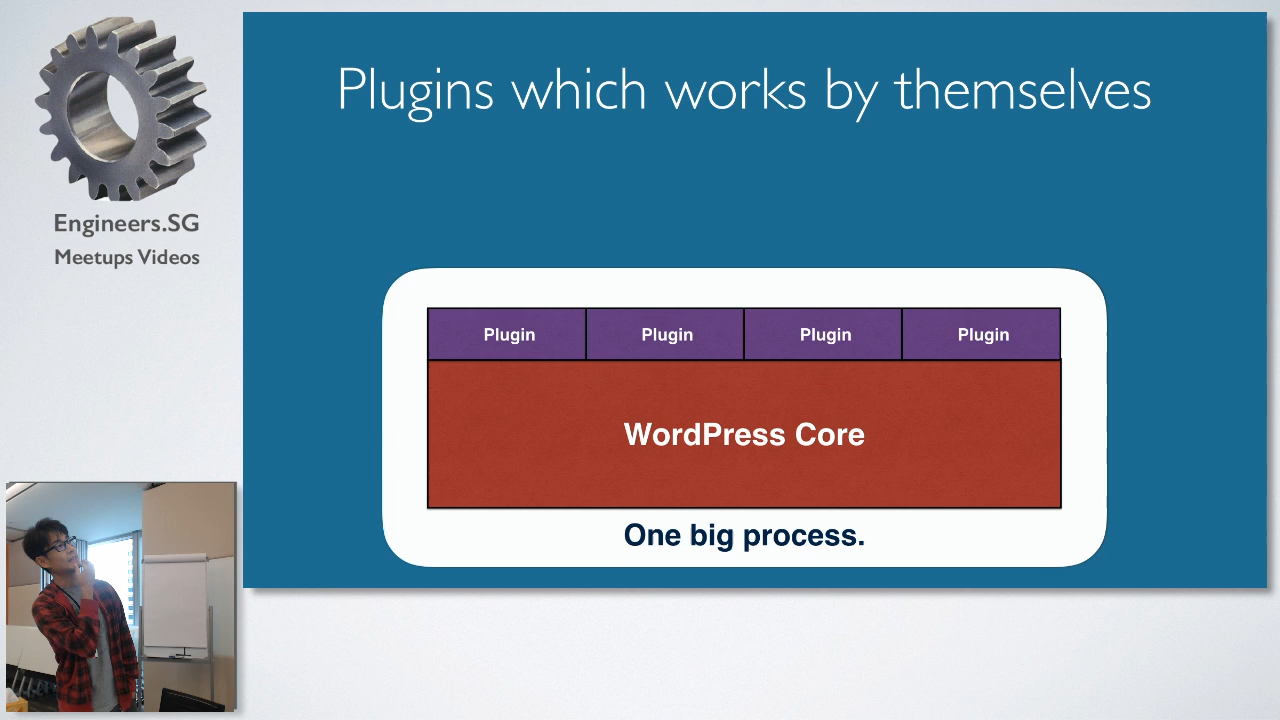 Engineers.SG
Meetups Videos
Plugins which works by themselves
Plugin Plugin Plugin Plugin
WordPress Core
One big process.